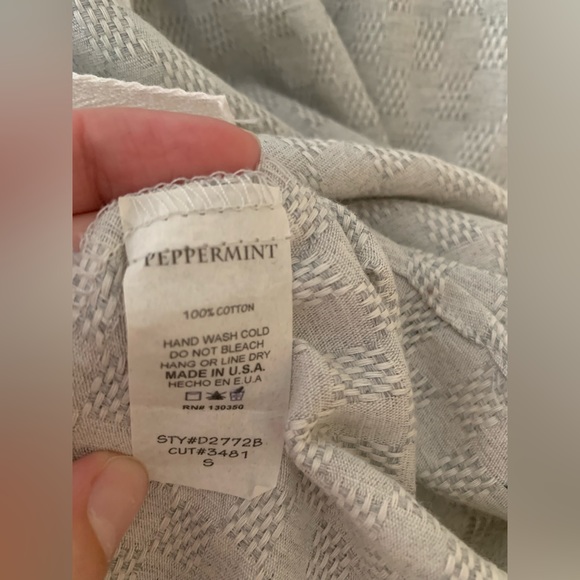 PEPPERMINT
100% COTTON
HAND WASH COLD
DO NOT BLEACH
HANG OR LINE DRY
MADE IN U.S.A.
HECHO EN E.U.A
RN# 139350
STY#D2772B
CUT#3481
S